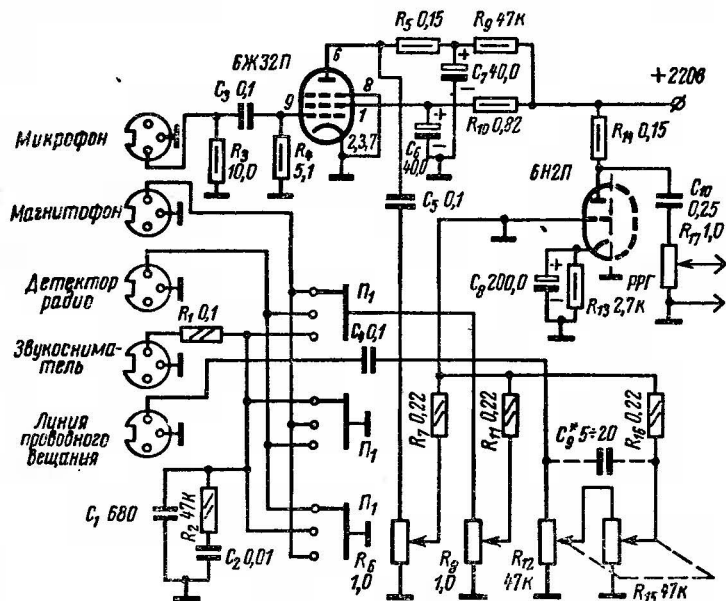 Микрофон
Магнитофон
Детектор
радио
Звукоснима-
тель
Линия
проводного
вещания
6Ж32П
6
9
8
1
2,3,7
C₃ 0,1
R₃
10,0
R₄
5,1
R₅ 0,15
R₉ 47к
C₇ 40,0
+
−
R₁₀ 0,82
C₆
40,0
+
−
C₅ 0,1
+220В
R₁₄ 0,15
6Н2П
C₁₀
0,25
R₁₇ 1,0
РРГ
C₈ 200,0
+
−
R₁₃ 2,7к
R₁ 0,1
П₁
C₄ 0,1
П₁
П₁
R₇ 0,22
R₁₁ 0,22
C₉* 5÷20
R₁₆ 0,22
C₁ 680
R₂ 47к
C₂ 0,01
R₆
1,0
R₈
1,0
R₁₂
47к
R₁₅ 47к